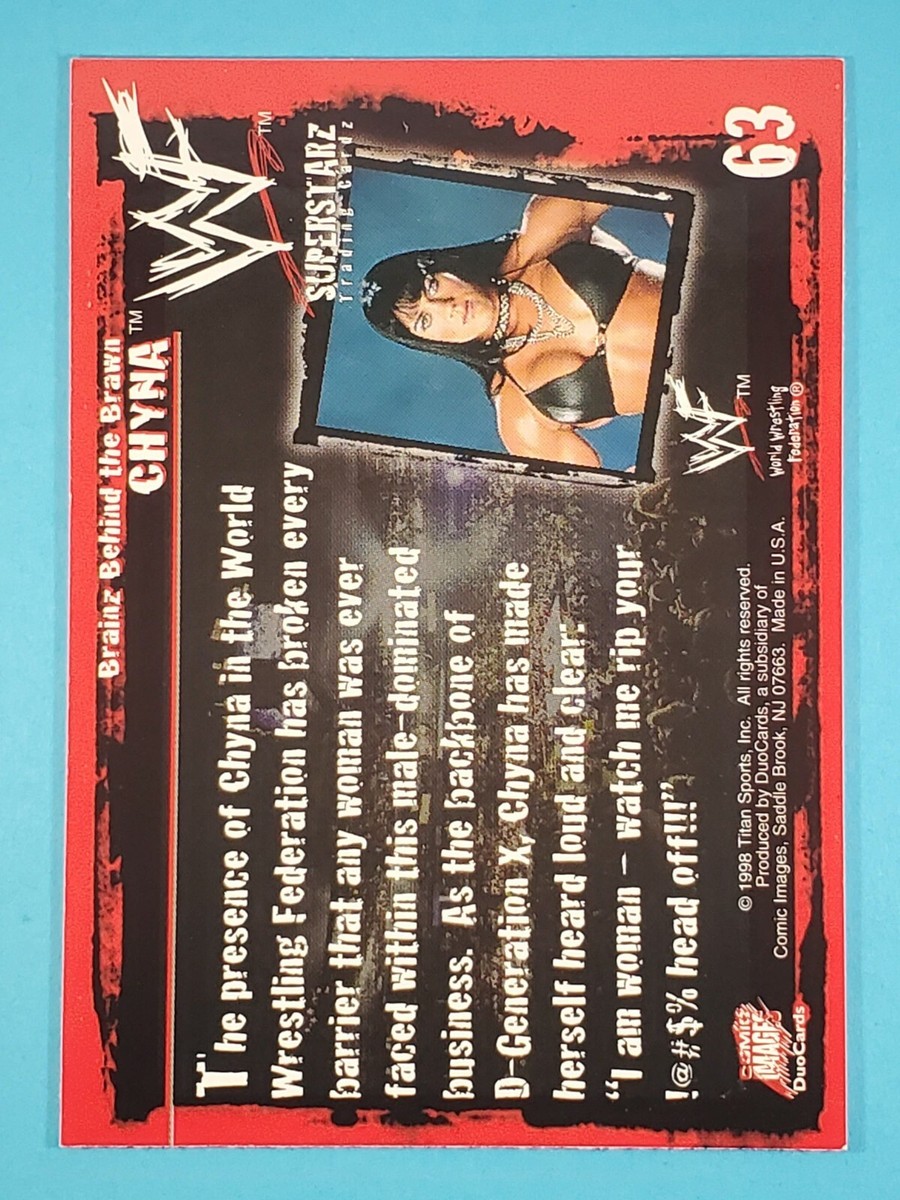 Brainz Behind the Brawn
CHYNA™
WF™
SUPERSTARZ
Trading Cardz
The presence of Chyna in the World
Wrestling Federation has broken every
barrier that any woman was ever
faced within this male-dominated
business. As the backbone of
D-Generation X, Chyna has made
herself heard loud and clear:
“I am woman – watch me rip your
!@#$% head off!!!”
WF™
World Wrestling
Federation®
© 1998 Titan Sports, Inc. All rights reserved.
Produced by DuoCards, a subsidiary of
Comic Images, Saddle Brook, NJ 07663. Made in U.S.A.
COMIC
IMAGES
DuoCards
63